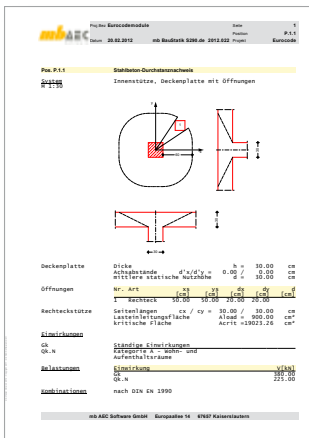 mb AEC
Proj.Bez Eurocodemodule Seite 1
Position P.1.1
Datum 20.02.2012 mb BauStatik S290.de 2013.022 Projekt Eurocode
Pos. P.1.1 Stahlbeton-Durchstanznachweis
System Innenstütze, Deckenplatte mit Öffnungen
M 1:30
Deckenplatte Dicke h = 30.00 cm
Achsabstände d'x/d'y = 0.00 / 0.00 cm
mittlere statische Nutzhöhe d = 30.00 cm
Öffnungen Nr. Art xs ys dx dy d
[cm] [cm] [cm] [cm] [cm]
1 Rechteck 50.00 50.00 20.00 20.00
Rechteckstütze Seitenlängen cx / cy = 30.00 / 30.00 cm
Lasteinleitungsfläche Aload = 900.00 cm²
kritische Fläche Acrit =19023.26 cm²
Einwirkungen
Gk Ständige Einwirkungen
Qk.N Kategorie A - Wohn- und
Aufenthaltsräume
Belastungen Einwirkung V[kN]
Gk 380.00
Qk.N 225.00
Kombinationen nach DIN EN 1990
mb AEC Software GmbH Europaallee 14 67657 Kaiserslautern